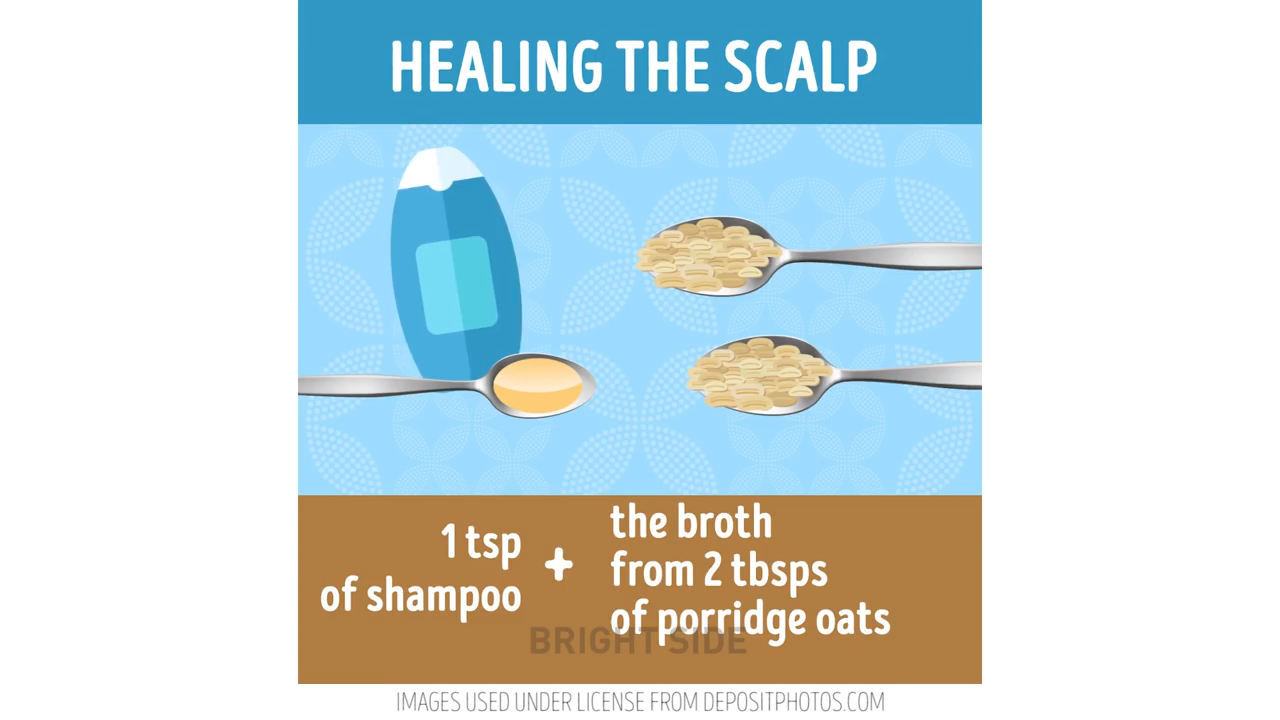 HEALING THE SCALP
1 tsp
of shampoo
+
the broth
from 2 tbsps
of porridge oats
BRIGHT SIDE
IMAGES USED UNDER LICENSE FROM DEPOSITPHOTOS.COM